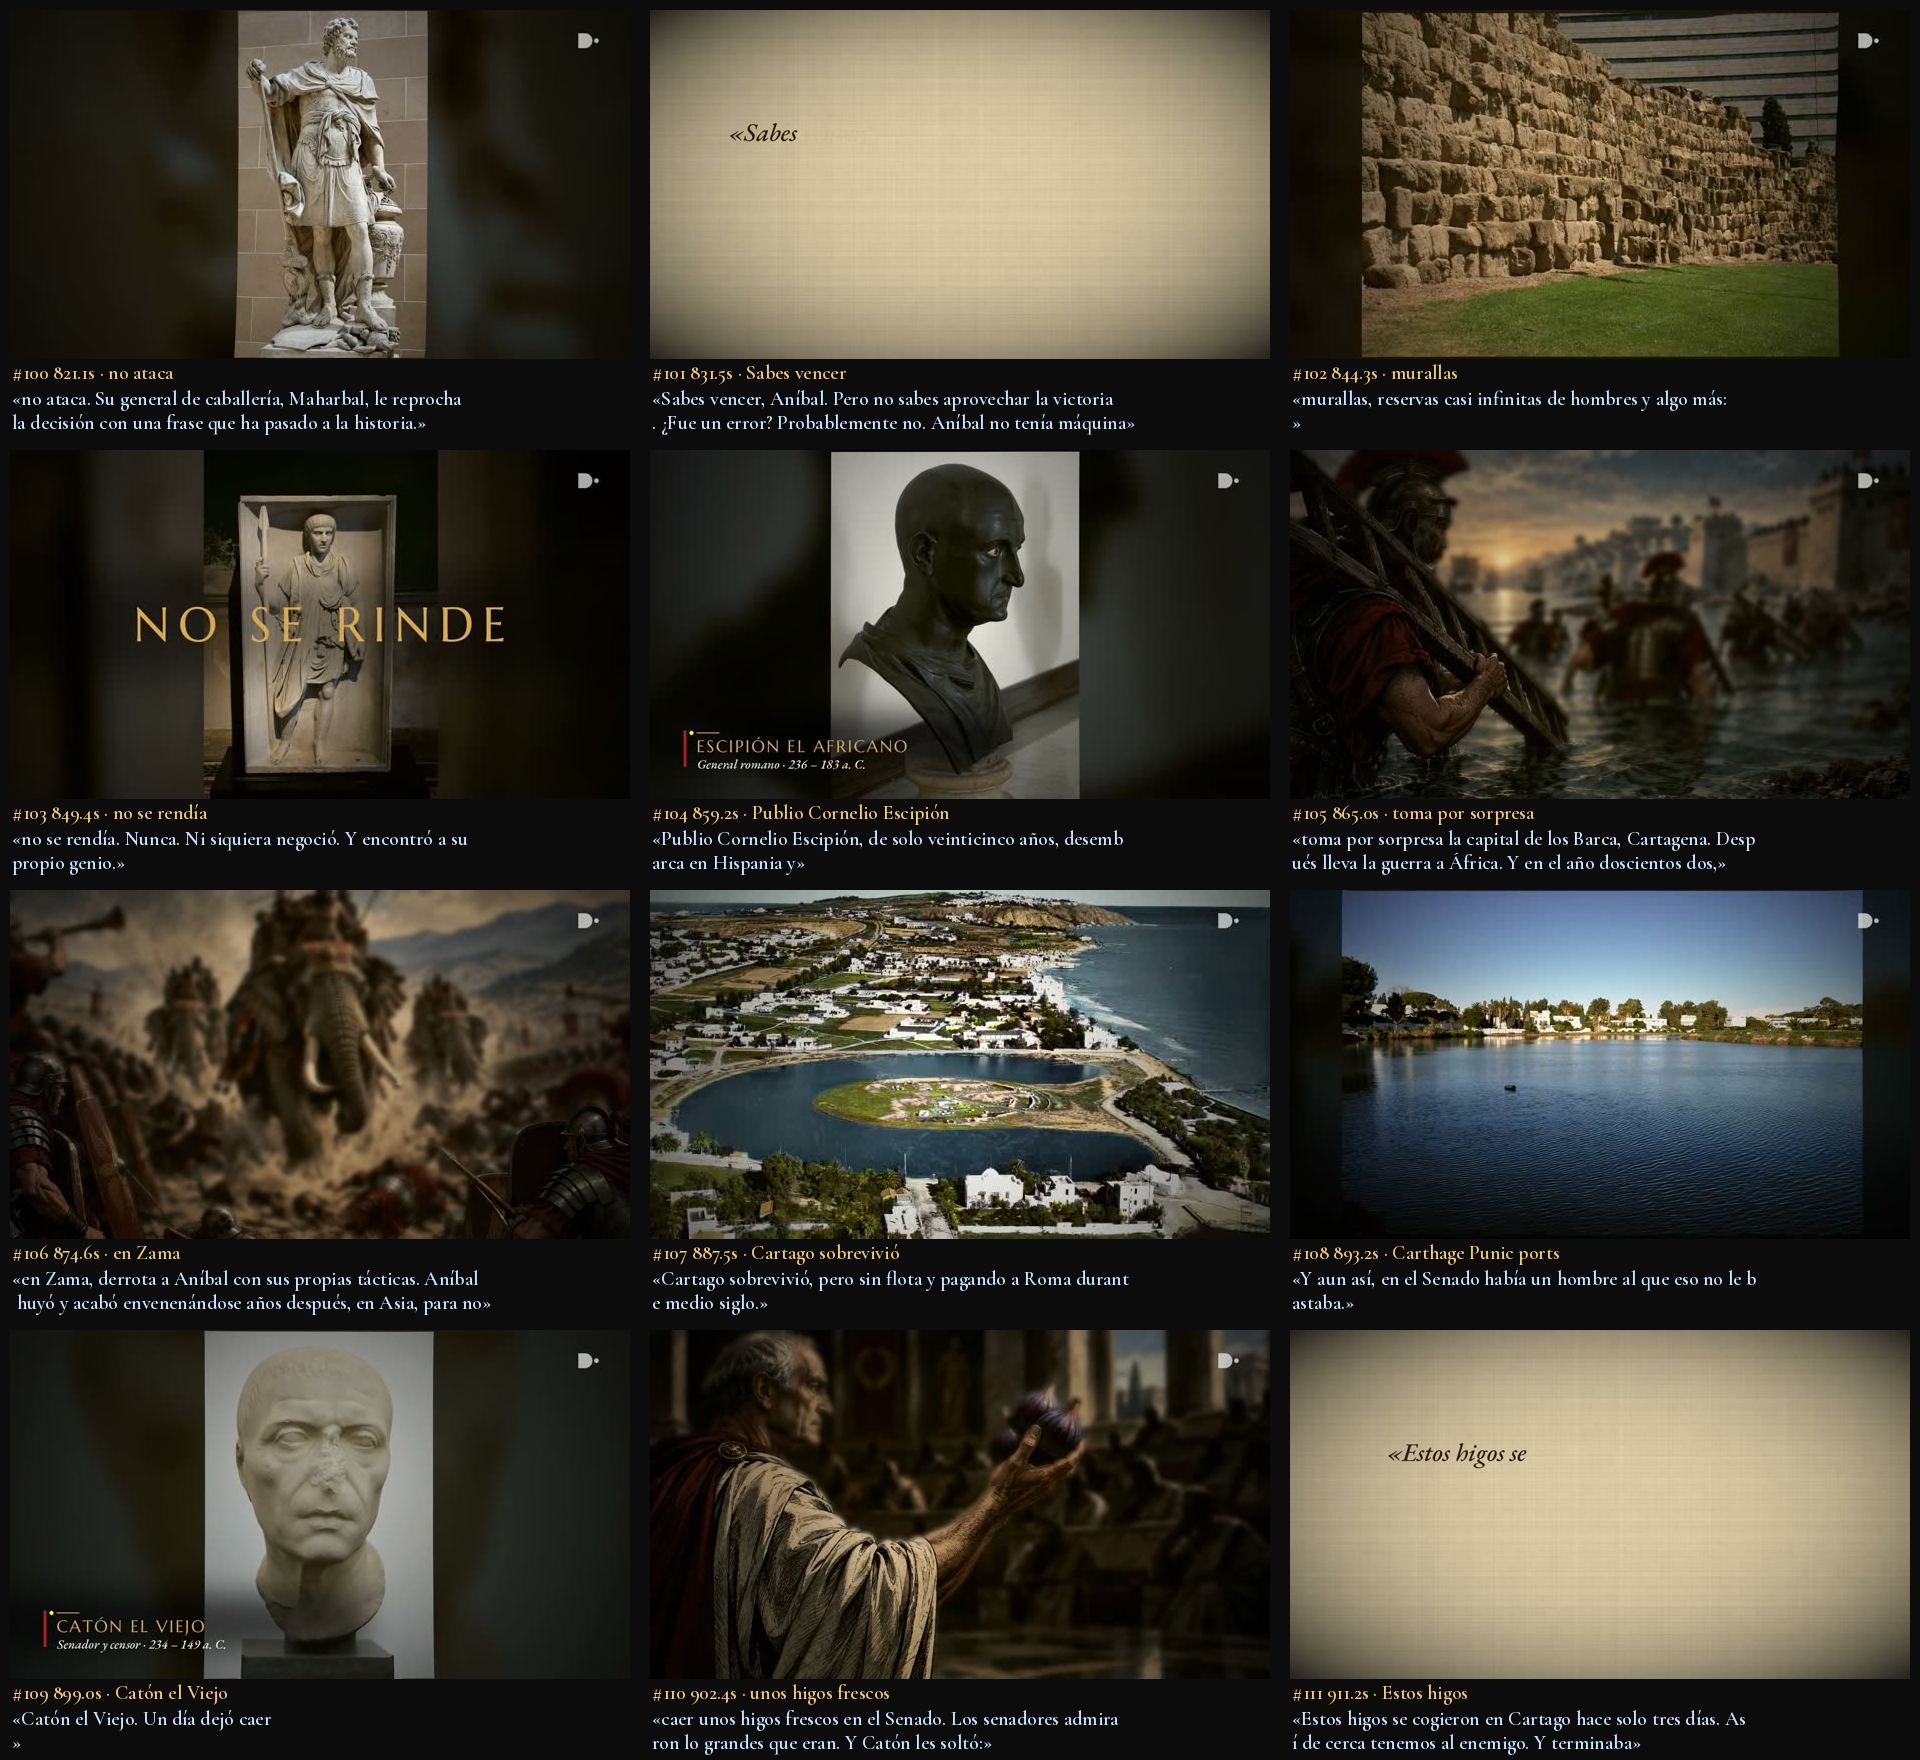 «Sabes
#100 821.1s · no ataca
«no ataca. Su general de caballería, Maharbal, le reprocha
la decisión con una frase que ha pasado a la historia.»
#101 831.5s · Sabes vencer
«Sabes vencer, Aníbal. Pero no sabes aprovechar la victoria
. ¿Fue un error? Probablemente no. Aníbal no tenía máquina»
#102 844.3s · murallas
«murallas, reservas casi infinitas de hombres y algo más:
»
NO SE RINDE
ESCIPIÓN EL AFRICANO
General romano · 236 – 183 a. C.
#103 849.4s · no se rendía
«no se rendía. Nunca. Ni siquiera negoció. Y encontró a su
propio genio.»
#104 859.2s · Publio Cornelio Escipión
«Publio Cornelio Escipión, de solo veinticinco años, desemb
arca en Hispania y»
#105 865.0s · toma por sorpresa
«toma por sorpresa la capital de los Barca, Cartagena. Desp
ués lleva la guerra a África. Y en el año doscientos dos,»
#106 874.6s · en Zama
«en Zama, derrota a Aníbal con sus propias tácticas. Aníbal
huyó y acabó envenenándose años después, en Asia, para no»
#107 887.5s · Cartago sobrevivió
«Cartago sobrevivió, pero sin flota y pagando a Roma durant
e medio siglo.»
#108 893.2s · Carthage Punic ports
«Y aun así, en el Senado había un hombre al que eso no le b
astaba.»
CATÓN EL VIEJO
Senador y censor · 234 – 149 a. C.
«Estos higos se
#109 899.0s · Catón el Viejo
«Catón el Viejo. Un día dejó caer
»
#110 902.4s · unos higos frescos
«caer unos higos frescos en el Senado. Los senadores admira
ron lo grandes que eran. Y Catón les soltó:»
#111 911.2s · Estos higos
«Estos higos se cogieron en Cartago hace solo tres días. As
í de cerca tenemos al enemigo. Y terminaba»